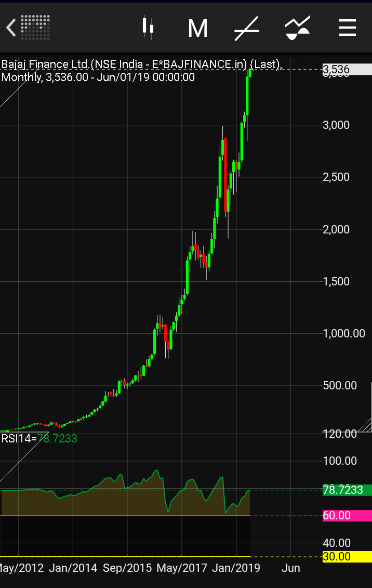 M
Bajaj Finance Ltd.(NSE India - E*BAJFINANCE.in) (Last),
Monthly, 3,536.00 - Jun/01/19 00:00:00
3,536
3,000
2,500
2,000
1,500
1,000.00
500.00
120.00
RSI14=78.7233
100.00
78.7233
60.00
40.00
30.00
May/2012 Jan/2014 Sep/2015 May/2017 Jan/2019 Jun